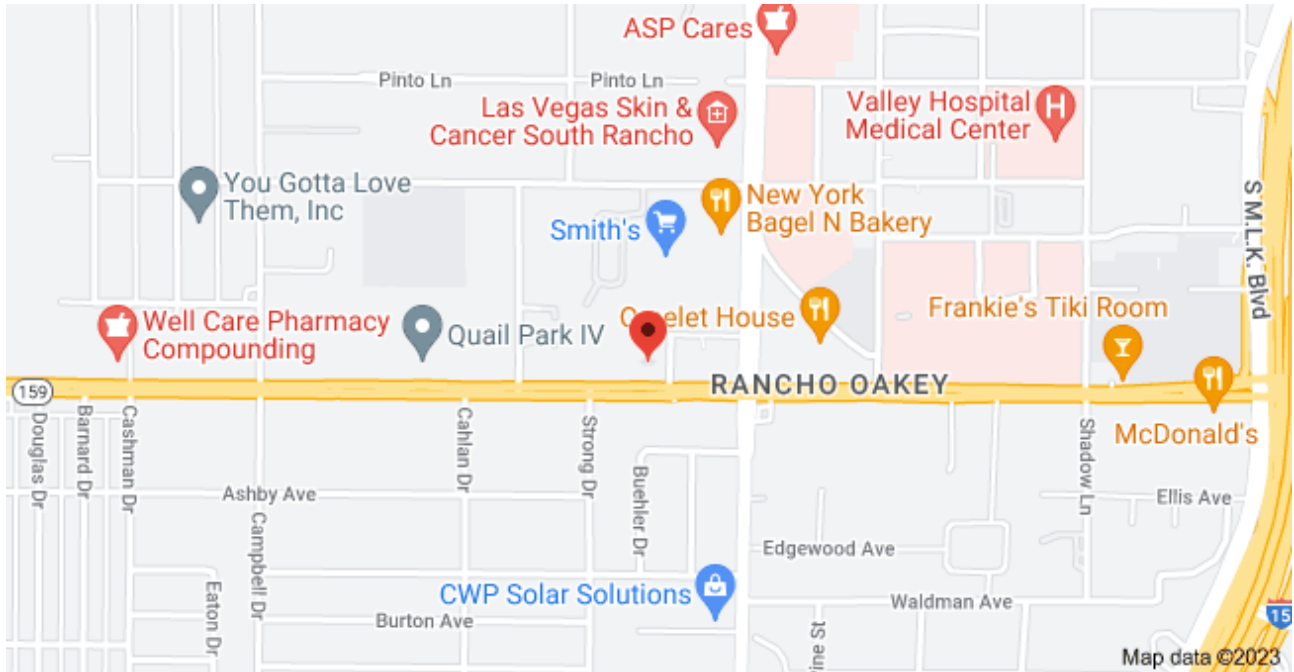 ASP Cares
Pinto Ln
Pinto Ln
Las Vegas Skin &
Cancer South Rancho
Valley Hospital
Medical Center
You Gotta Love
Them, Inc
New York
Bagel N Bakery
S M.L.K. Blvd
Smith's
Well Care Pharmacy
Compounding
Quail Park IV
House
Frankie's Tiki Room
159
RANCHO OAKEY
McDonald's
Douglas Dr
Barnard Dr
Cashman Dr
Campbell Dr
Cahlan Dr
Strong Dr
Buehler Dr
Shadow Ln
Ashby Ave
Ellis Ave
Edgewood Ave
Eaton Dr
CWP Solar Solutions
Waldman Ave
Burton Ave
15
Map data ©2023